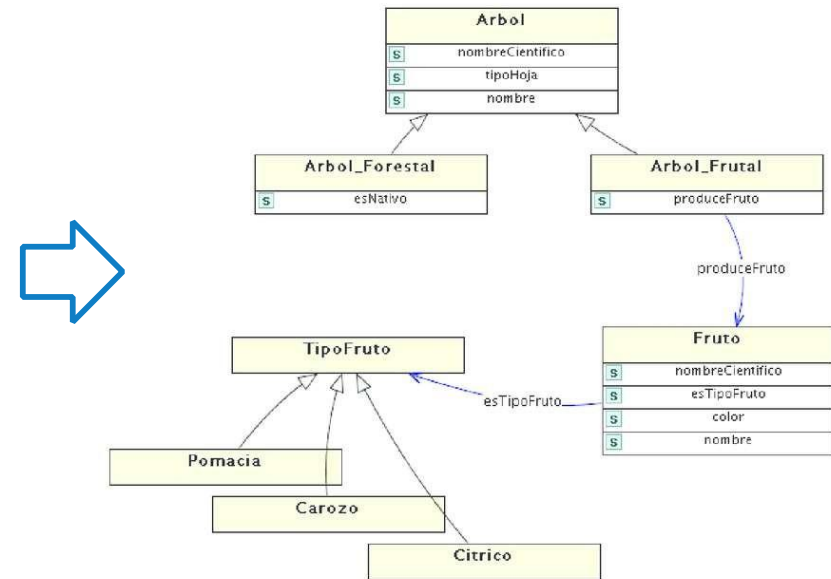 Arbol
S nombreCientifico
S tipoHoja
S nombre
Arbol_Forestal
S esNativo
Arbol_Frutal
S produceFruto
produceFruto
Fruto
S nombreCientifico
S esTipoFruto
S color
S nombre
TipoFruto
esTipoFruto
Pomacia
Carozo
Citrico